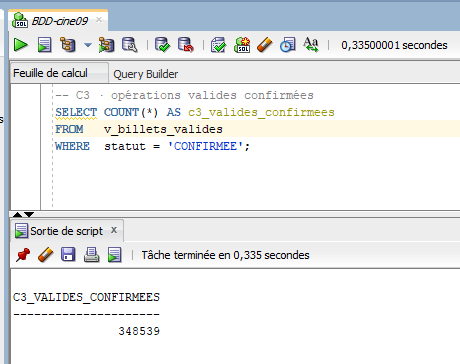 BDD-cine09
SQL
0,33500001 secondes
Feuille de calcul Query Builder
-- C3 · opérations valides confirmées
SELECT COUNT(*) AS c3_valides_confirmees
FROM v_billets_valides
WHERE statut = 'CONFIRMEE';
Sortie de script x
Tâche terminée en 0,335 secondes
C3_VALIDES_CONFIRMEES
---------------------
348539